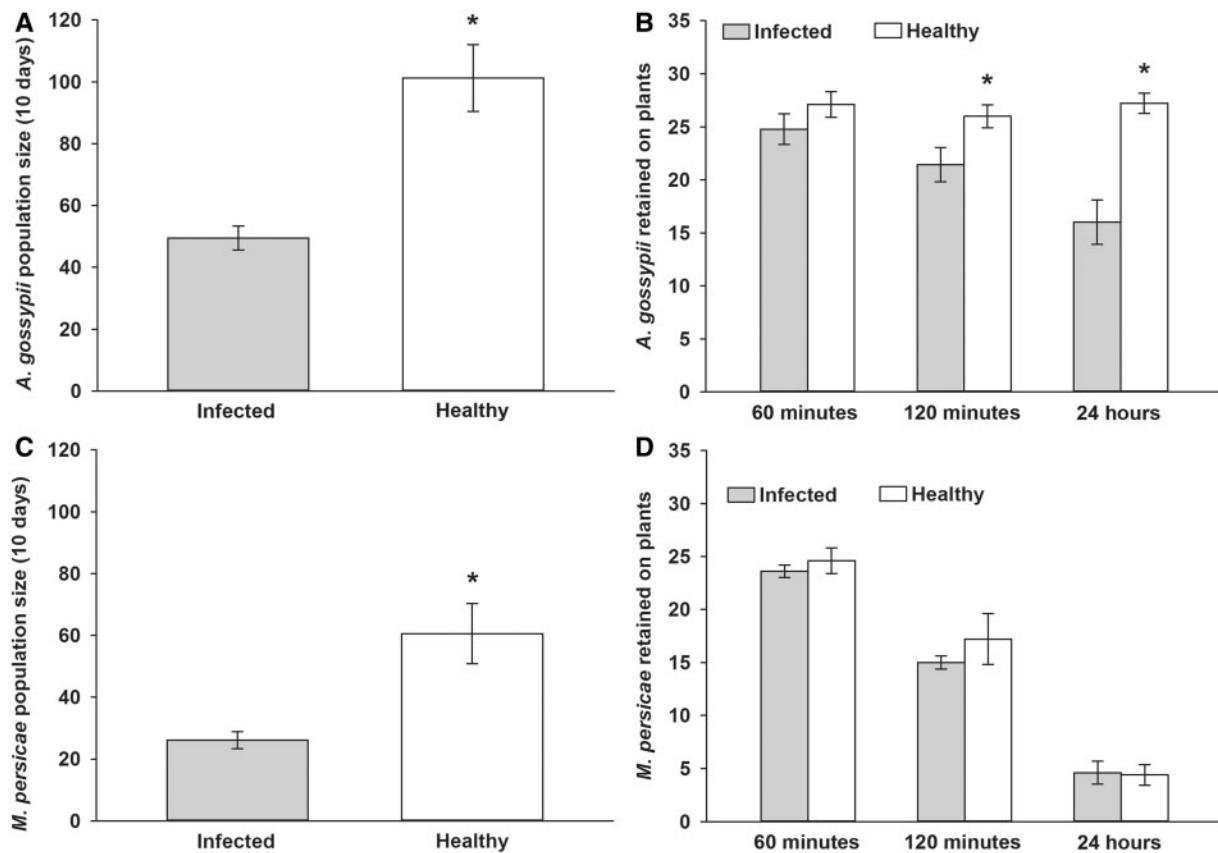 A
A. gossypii population size (10 days)
120
100
80
60
40
20
0
*
Infected
Healthy
B
Infected
Healthy
A. gossypii retained on plants
35
30
25
20
15
10
5
0
*
*
60 minutes
120 minutes
24 hours
C
M. persicae population size (10 days)
120
100
80
60
40
20
0
*
Infected
Healthy
D
Infected
Healthy
M. persicae retained on plants
35
30
25
20
15
10
5
0
60 minutes
120 minutes
24 hours